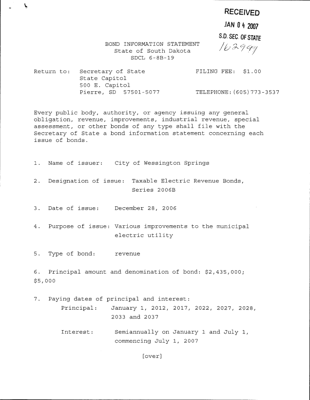 RECEIVED
JAN 04 2007
S.D. SEC OF STATE
162949
BOND INFORMATION STATEMENT
State of South Dakota
SDCL 6-8B-19
Return to: Secretary of State FILING FEE: $1.00
State Capitol
500 E. Capitol
Pierre, SD 57501-5077 TELEPHONE:(605)773-3537
Every public body, authority, or agency issuing any general
obligation, revenue, improvements, industrial revenue, special
assessment, or other bonds of any type shall file with the
Secretary of State a bond information statement concerning each
issue of bonds.
1. Name of issuer: City of Wessington Springs
2. Designation of issue: Taxable Electric Revenue Bonds,
Series 2006B
3. Date of issue: December 28, 2006
4. Purpose of issue: Various improvements to the municipal
electric utility
5. Type of bond: revenue
6. Principal amount and denomination of bond: $2,435,000;
$5,000
7. Paying dates of principal and interest:
Principal: January 1, 2012, 2017, 2022, 2027, 2028,
2033 and 2037
Interest: Semiannually on January 1 and July 1,
commencing July 1, 2007
[over]